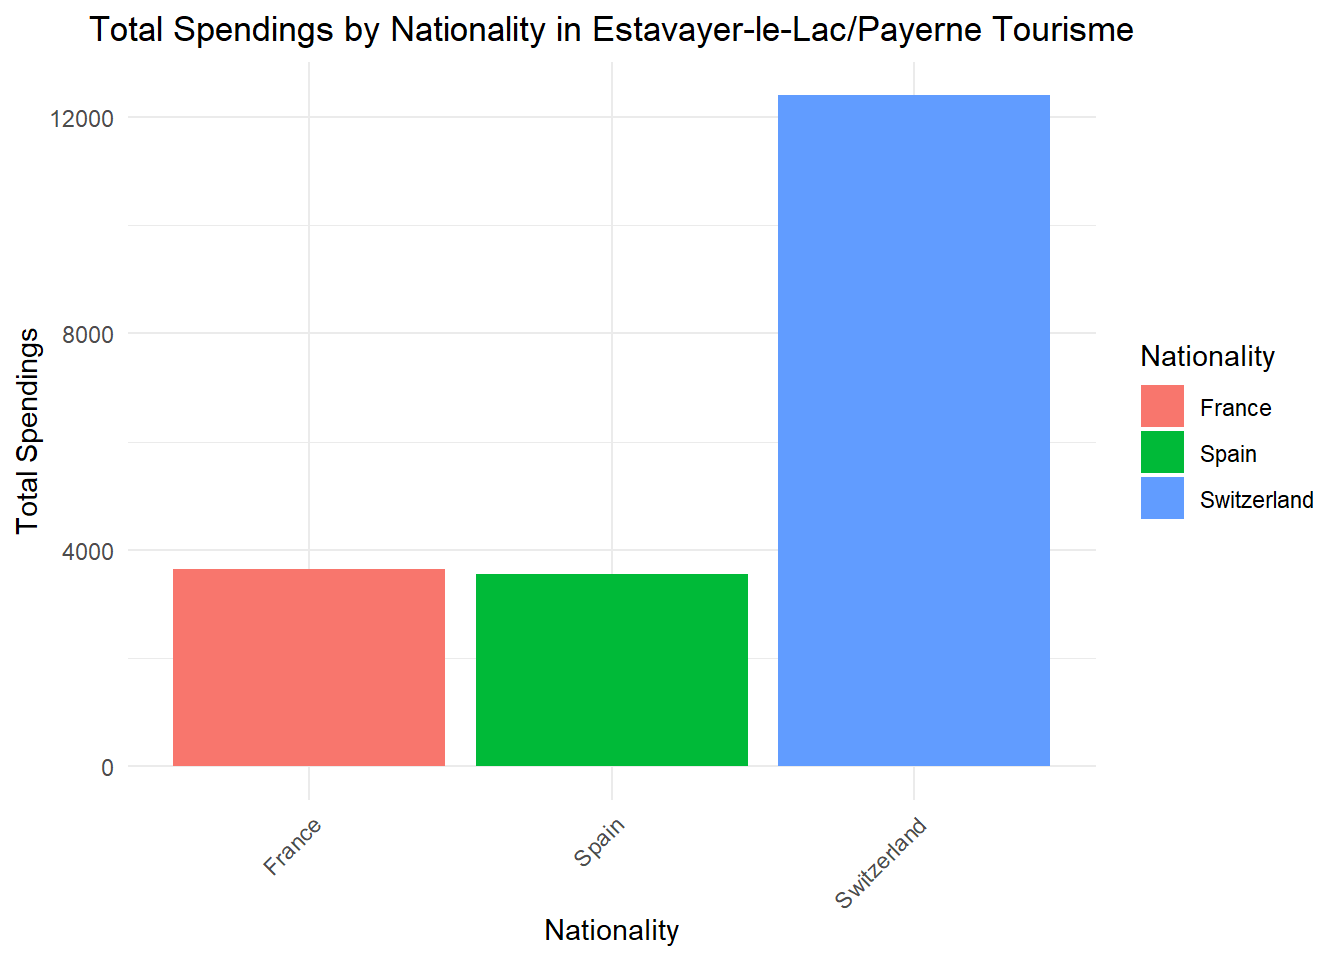 Total Spendings by Nationality in Estavayer-le-Lac/Payerne Tourisme
Total Spendings
12000
8000
4000
0
France
Spain
Switzerland
Nationality
Nationality
France
Spain
Switzerland